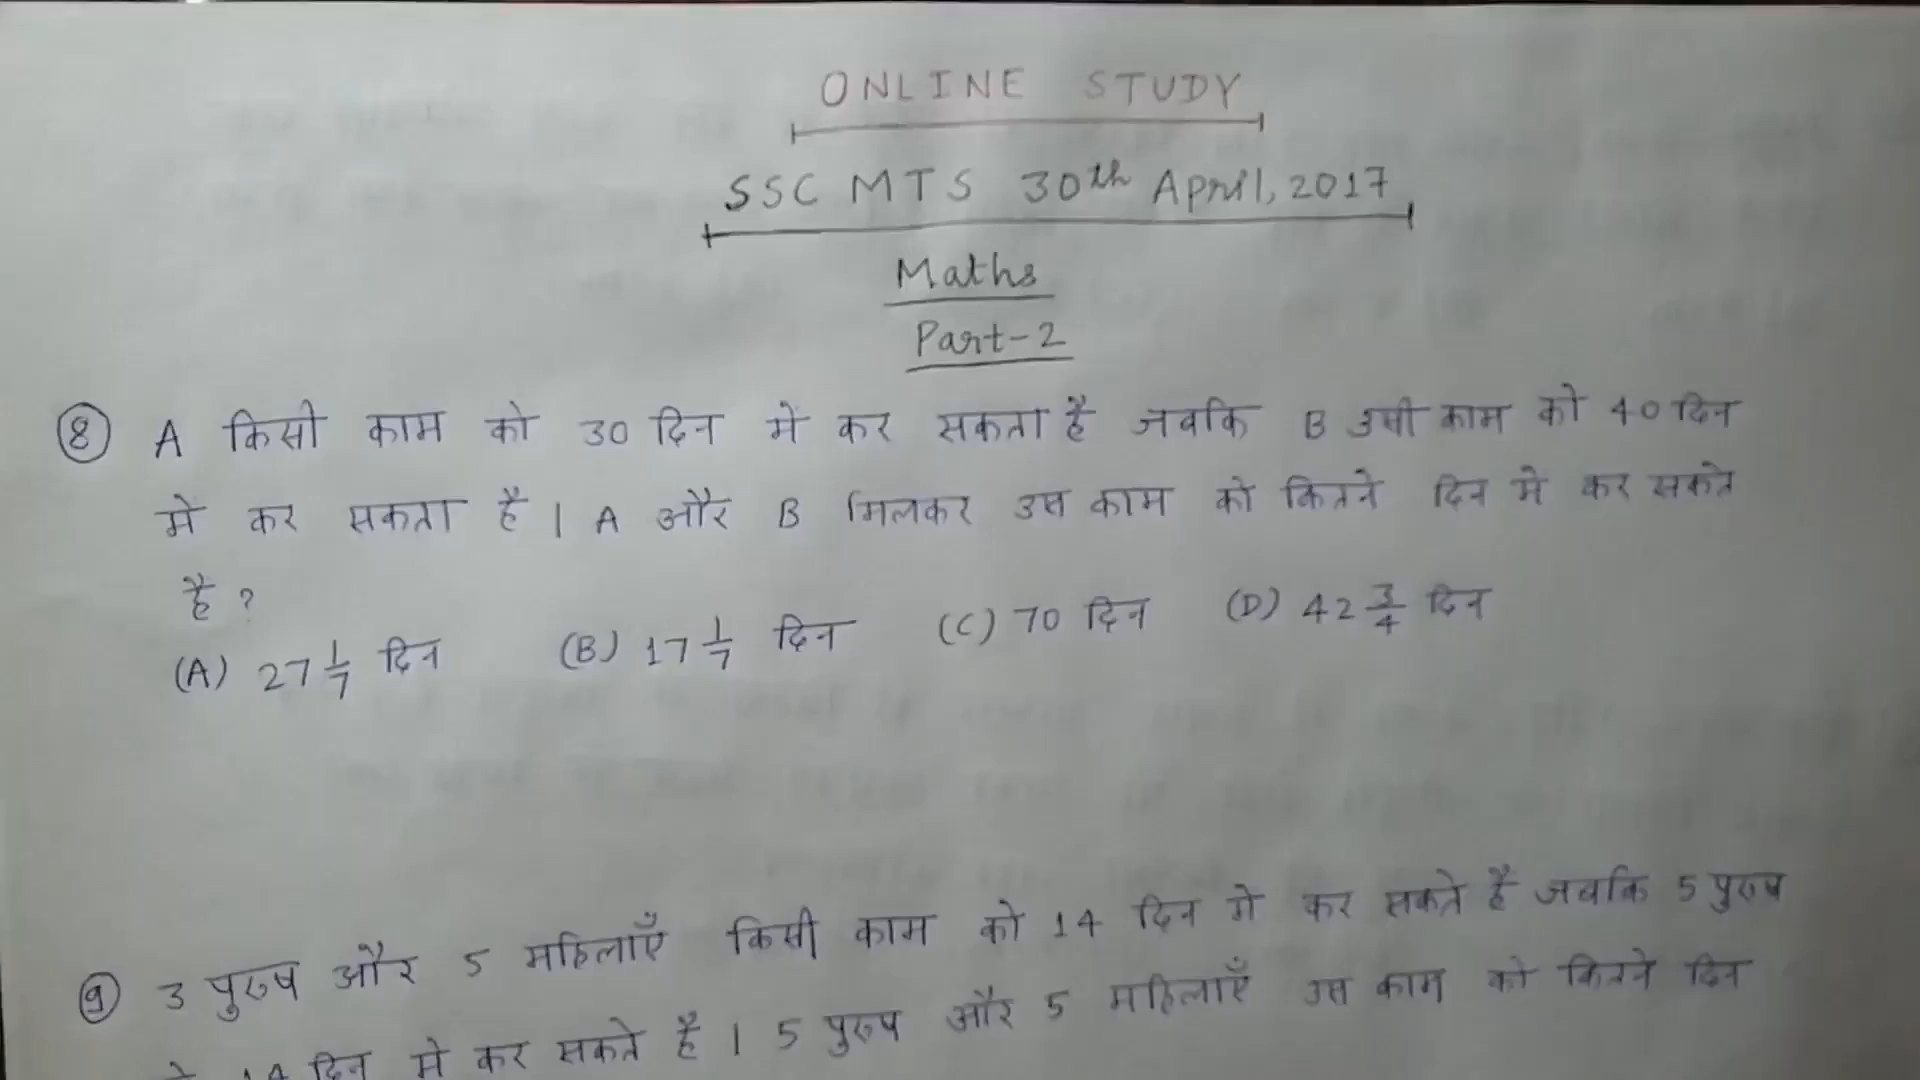 ONLINE STUDY
SSC MTS 30th April, 2017
Maths
Part-2
(8) A किसी काम को 30 दिन में कर सकता है जबकि B उसी काम को 40 दिन
में कर सकता है | A और B मिलकर उस काम को कितने दिन में कर सकते
है ?
(A) 27 1/7 दिन (B) 17 1/7 दिन (C) 70 दिन (D) 42 3/4 दिन
(9) 3 पुरुष और 5 महिलाएँ किसी काम को 14 दिन में कर सकते है जबकि 5 पुरुष
14 दिन मे कर सकते है | 5 पुरुष और 5 महिलाएँ उस काम को कितने दिन